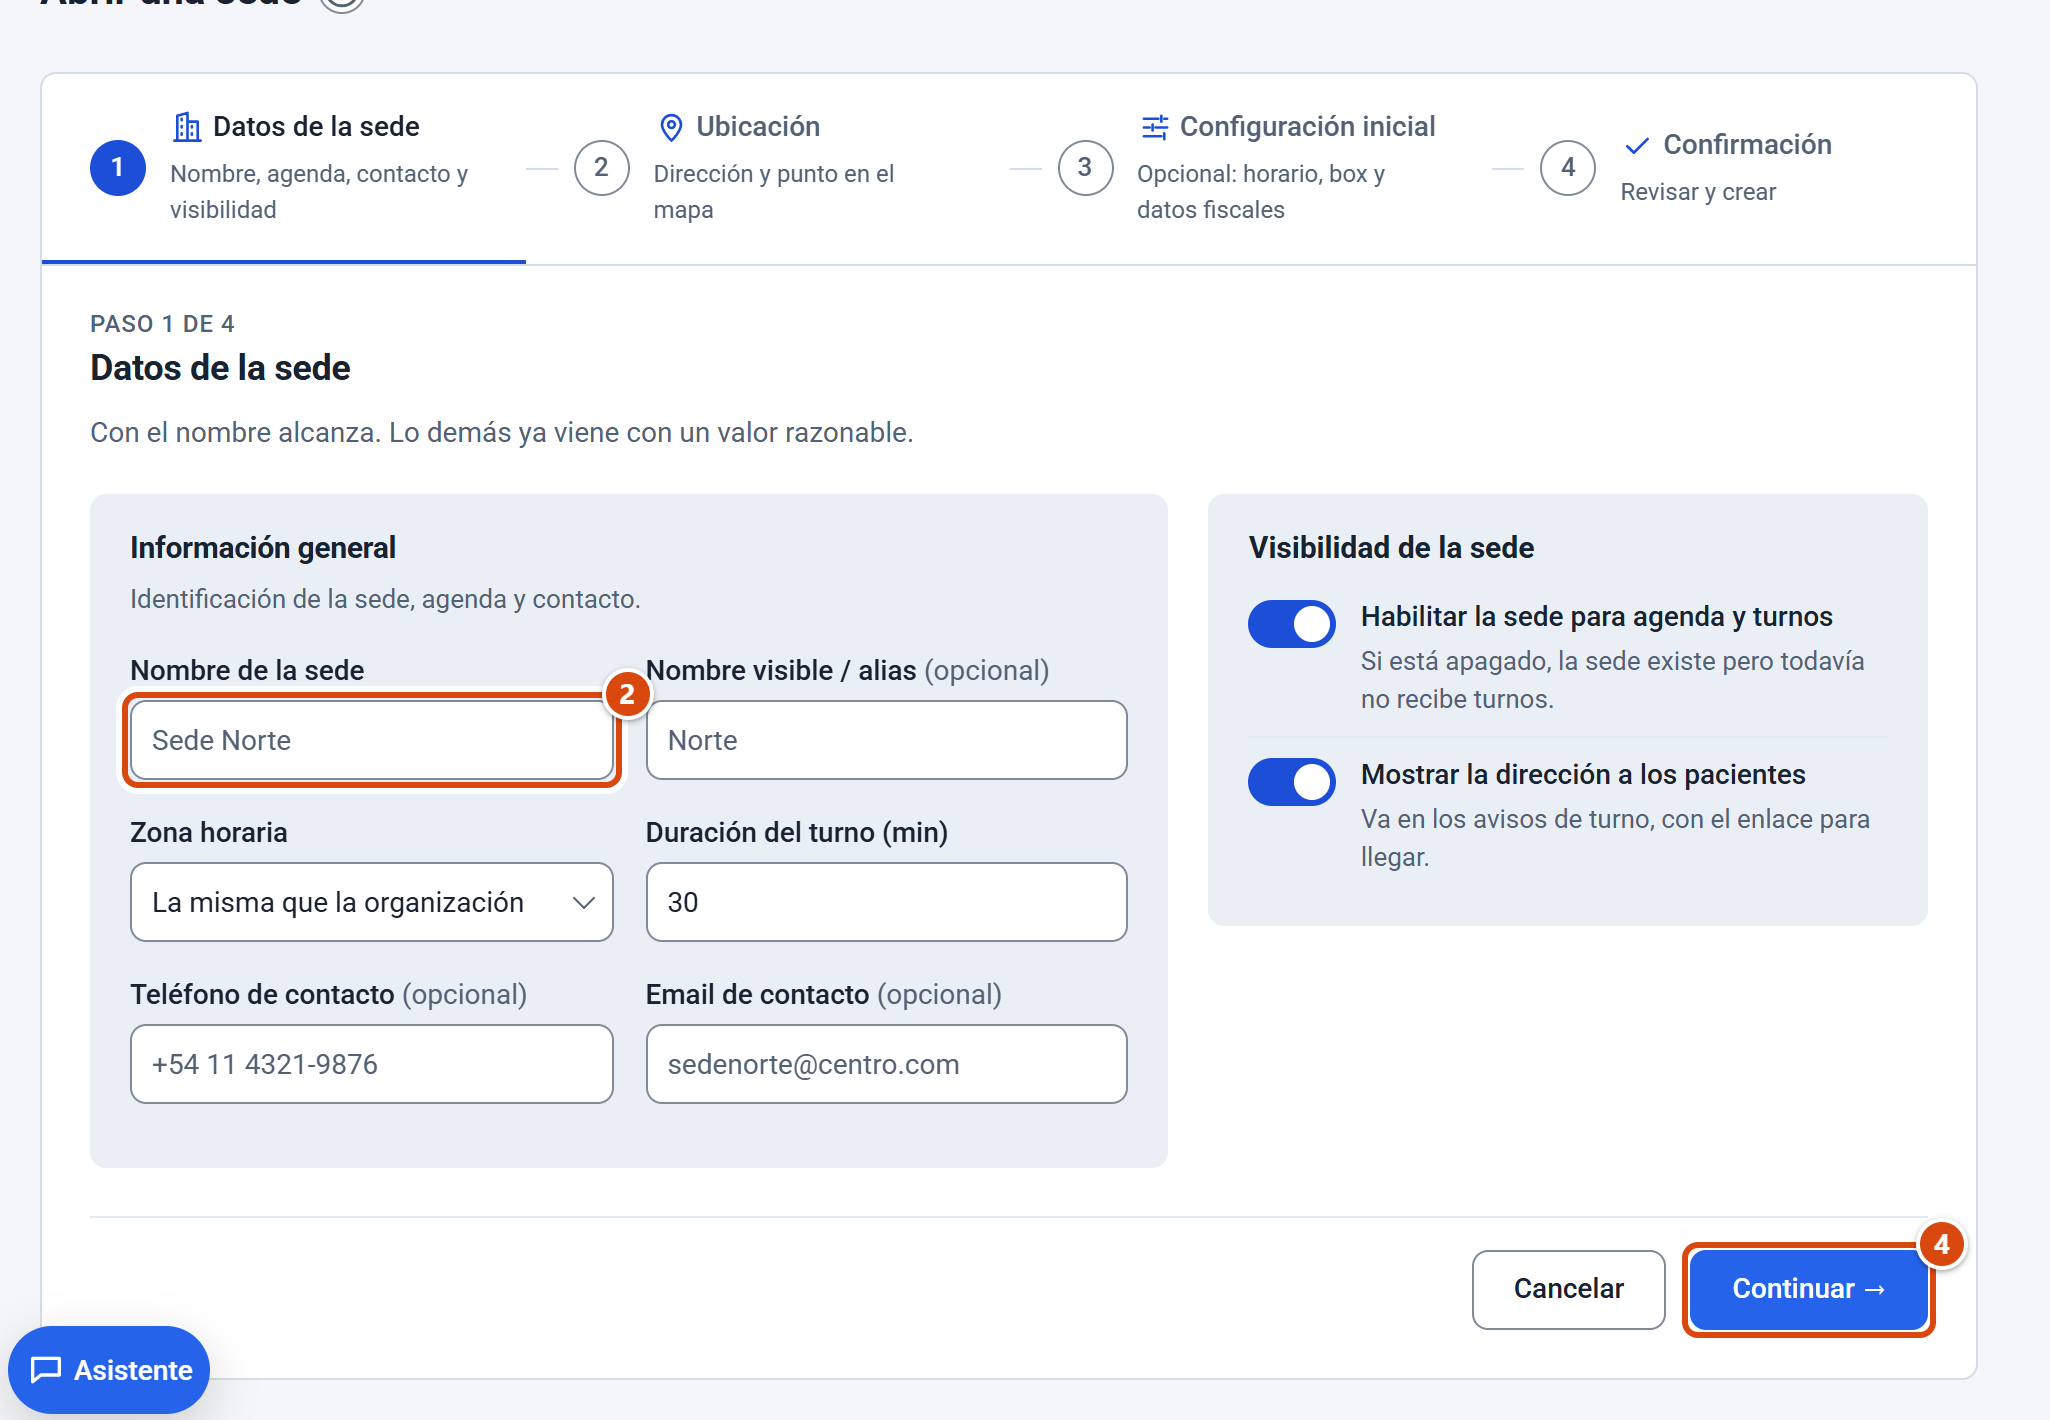 Abrir una sede
1
Datos de la sede
Nombre, agenda, contacto y
visibilidad
2
Ubicación
Dirección y punto en el
mapa
3
Configuración inicial
Opcional: horario, box y
datos fiscales
4
Confirmación
Revisar y crear
PASO 1 DE 4
Datos de la sede
Con el nombre alcanza. Lo demás ya viene con un valor razonable.
Información general
Identificación de la sede, agenda y contacto.
Nombre de la sede
2
Sede Norte
Nombre visible / alias (opcional)
Norte
Zona horaria
La misma que la organización
Duración del turno (min)
30
Teléfono de contacto (opcional)
+54 11 4321-9876
Email de contacto (opcional)
sedenorte@centro.com
Visibilidad de la sede
Habilitar la sede para agenda y turnos
Si está apagado, la sede existe pero todavía
no recibe turnos.
Mostrar la dirección a los pacientes
Va en los avisos de turno, con el enlace para
llegar.
Cancelar
Continuar →
4
Asistente